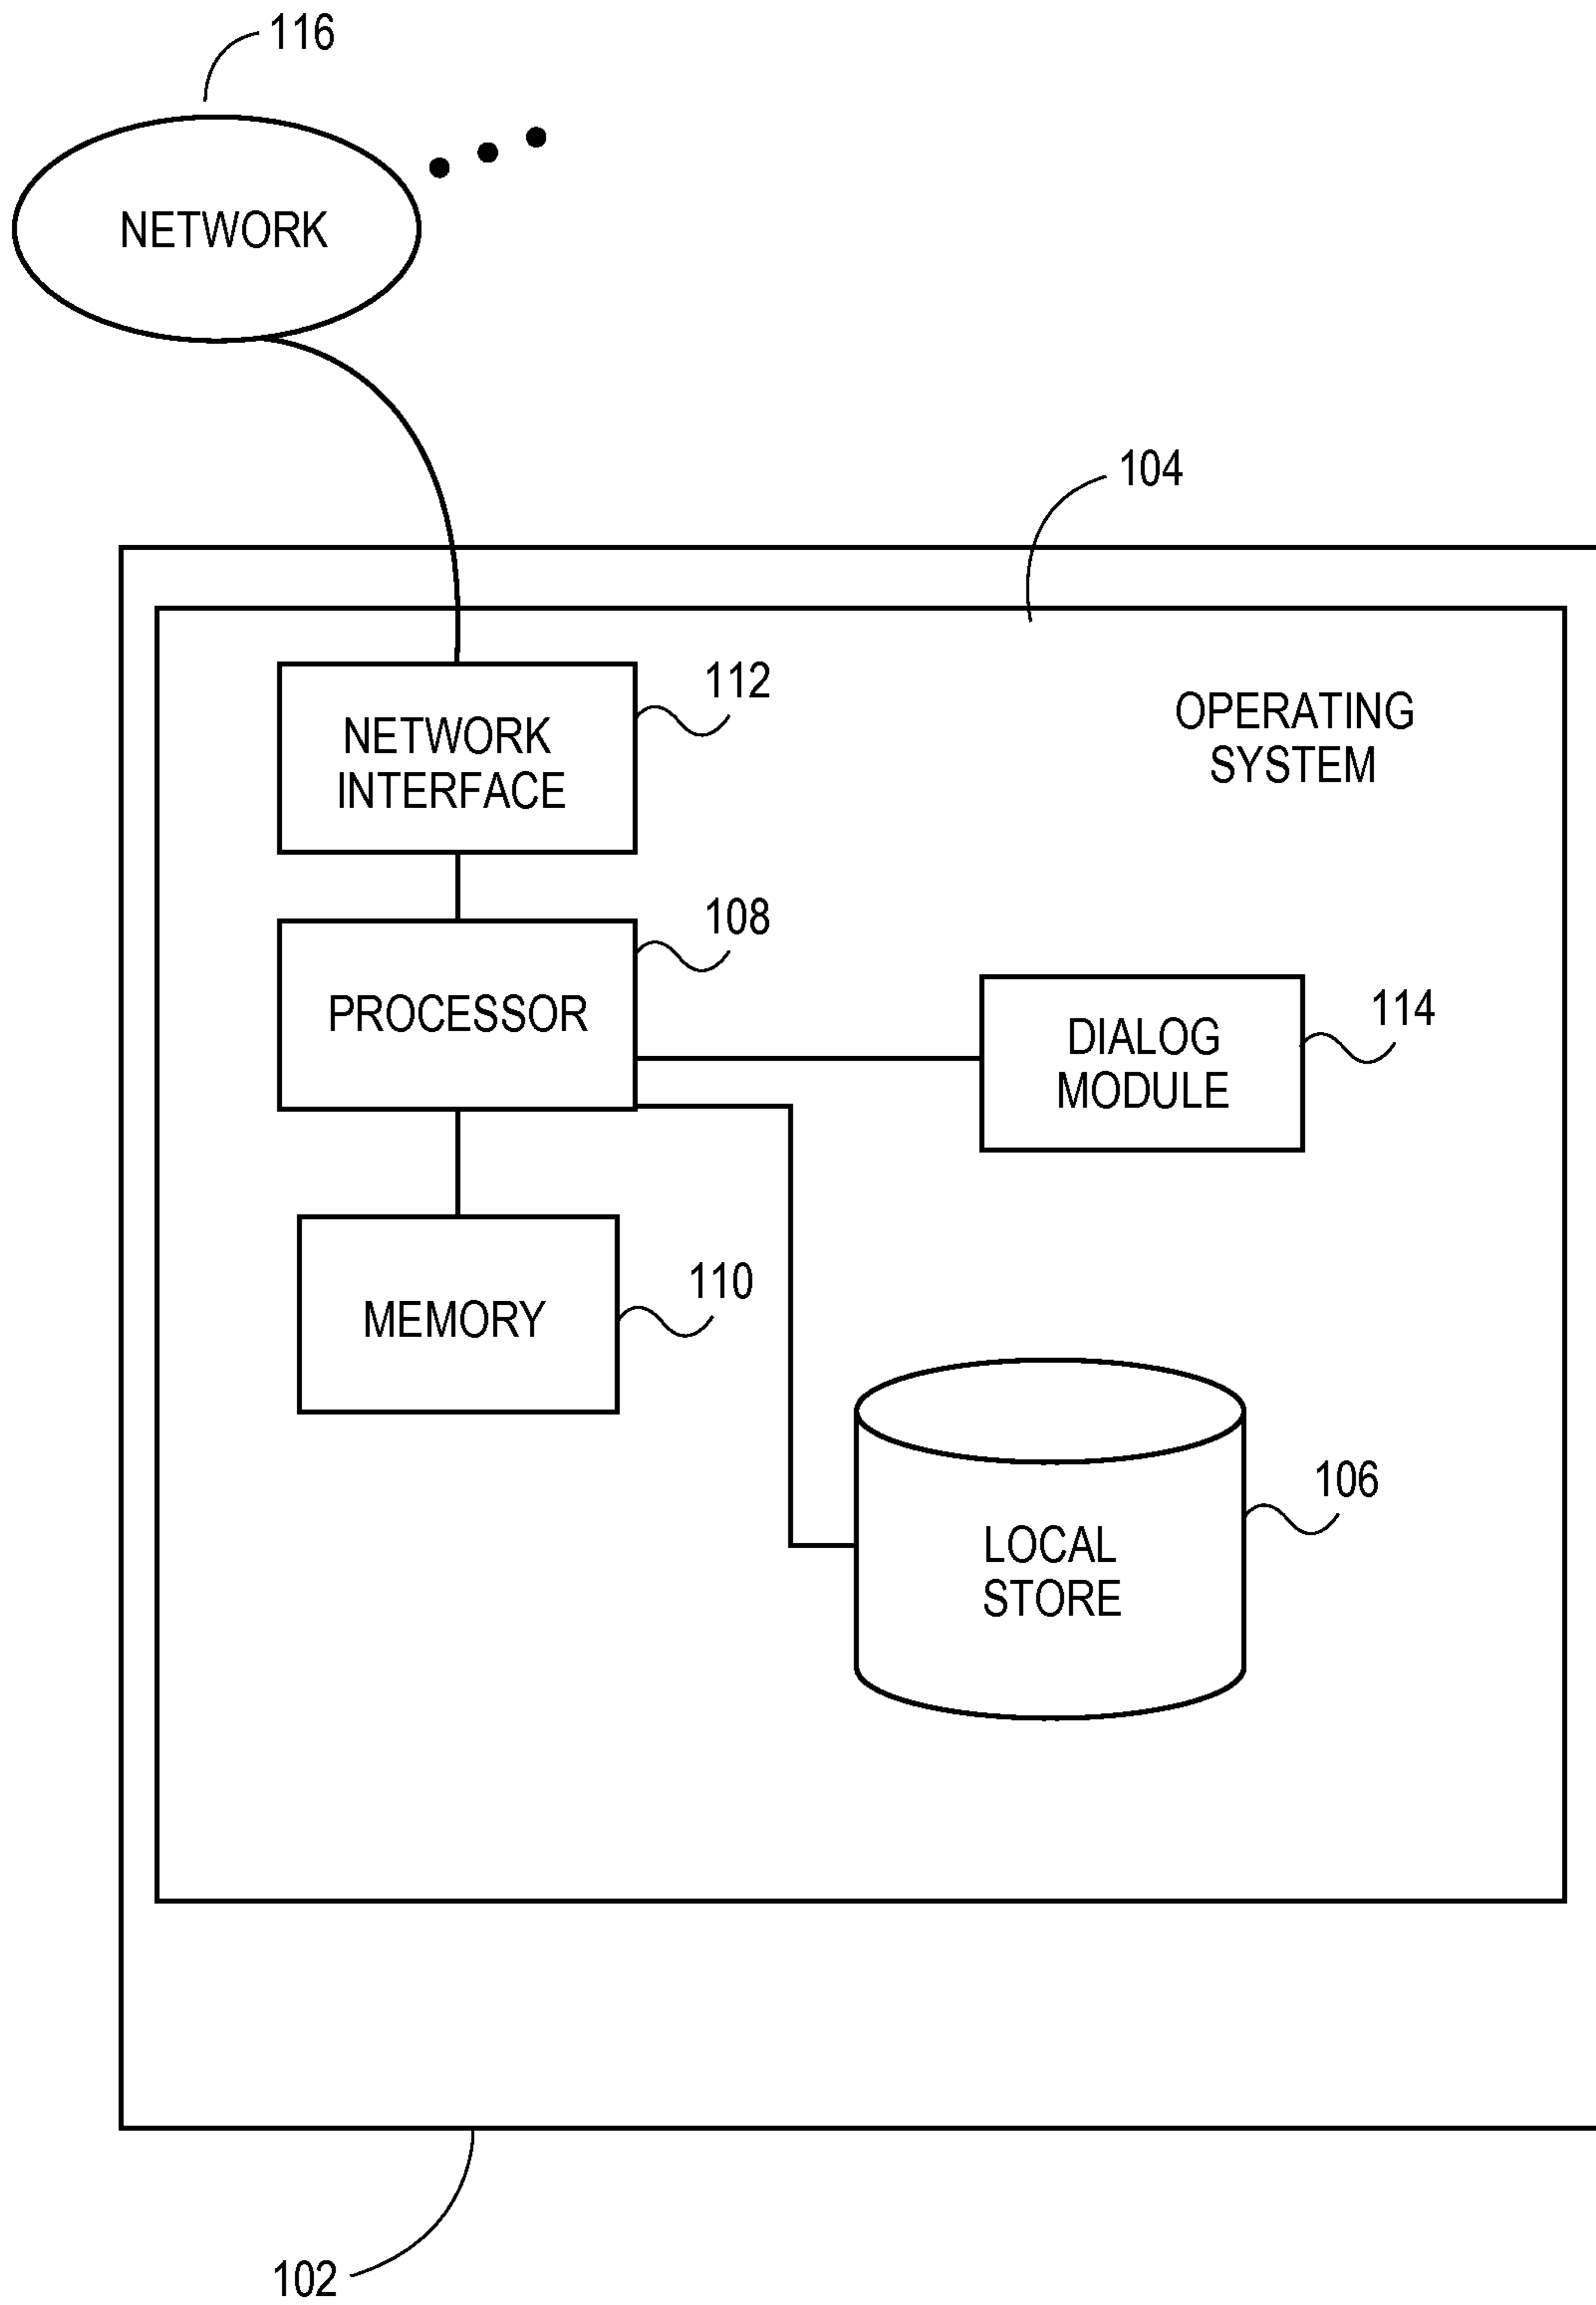 116
NETWORK
104
112
OPERATING
SYSTEM
NETWORK
INTERFACE
108
PROCESSOR
114
DIALOG
MODULE
110
MEMORY
106
LOCAL
STORE
102